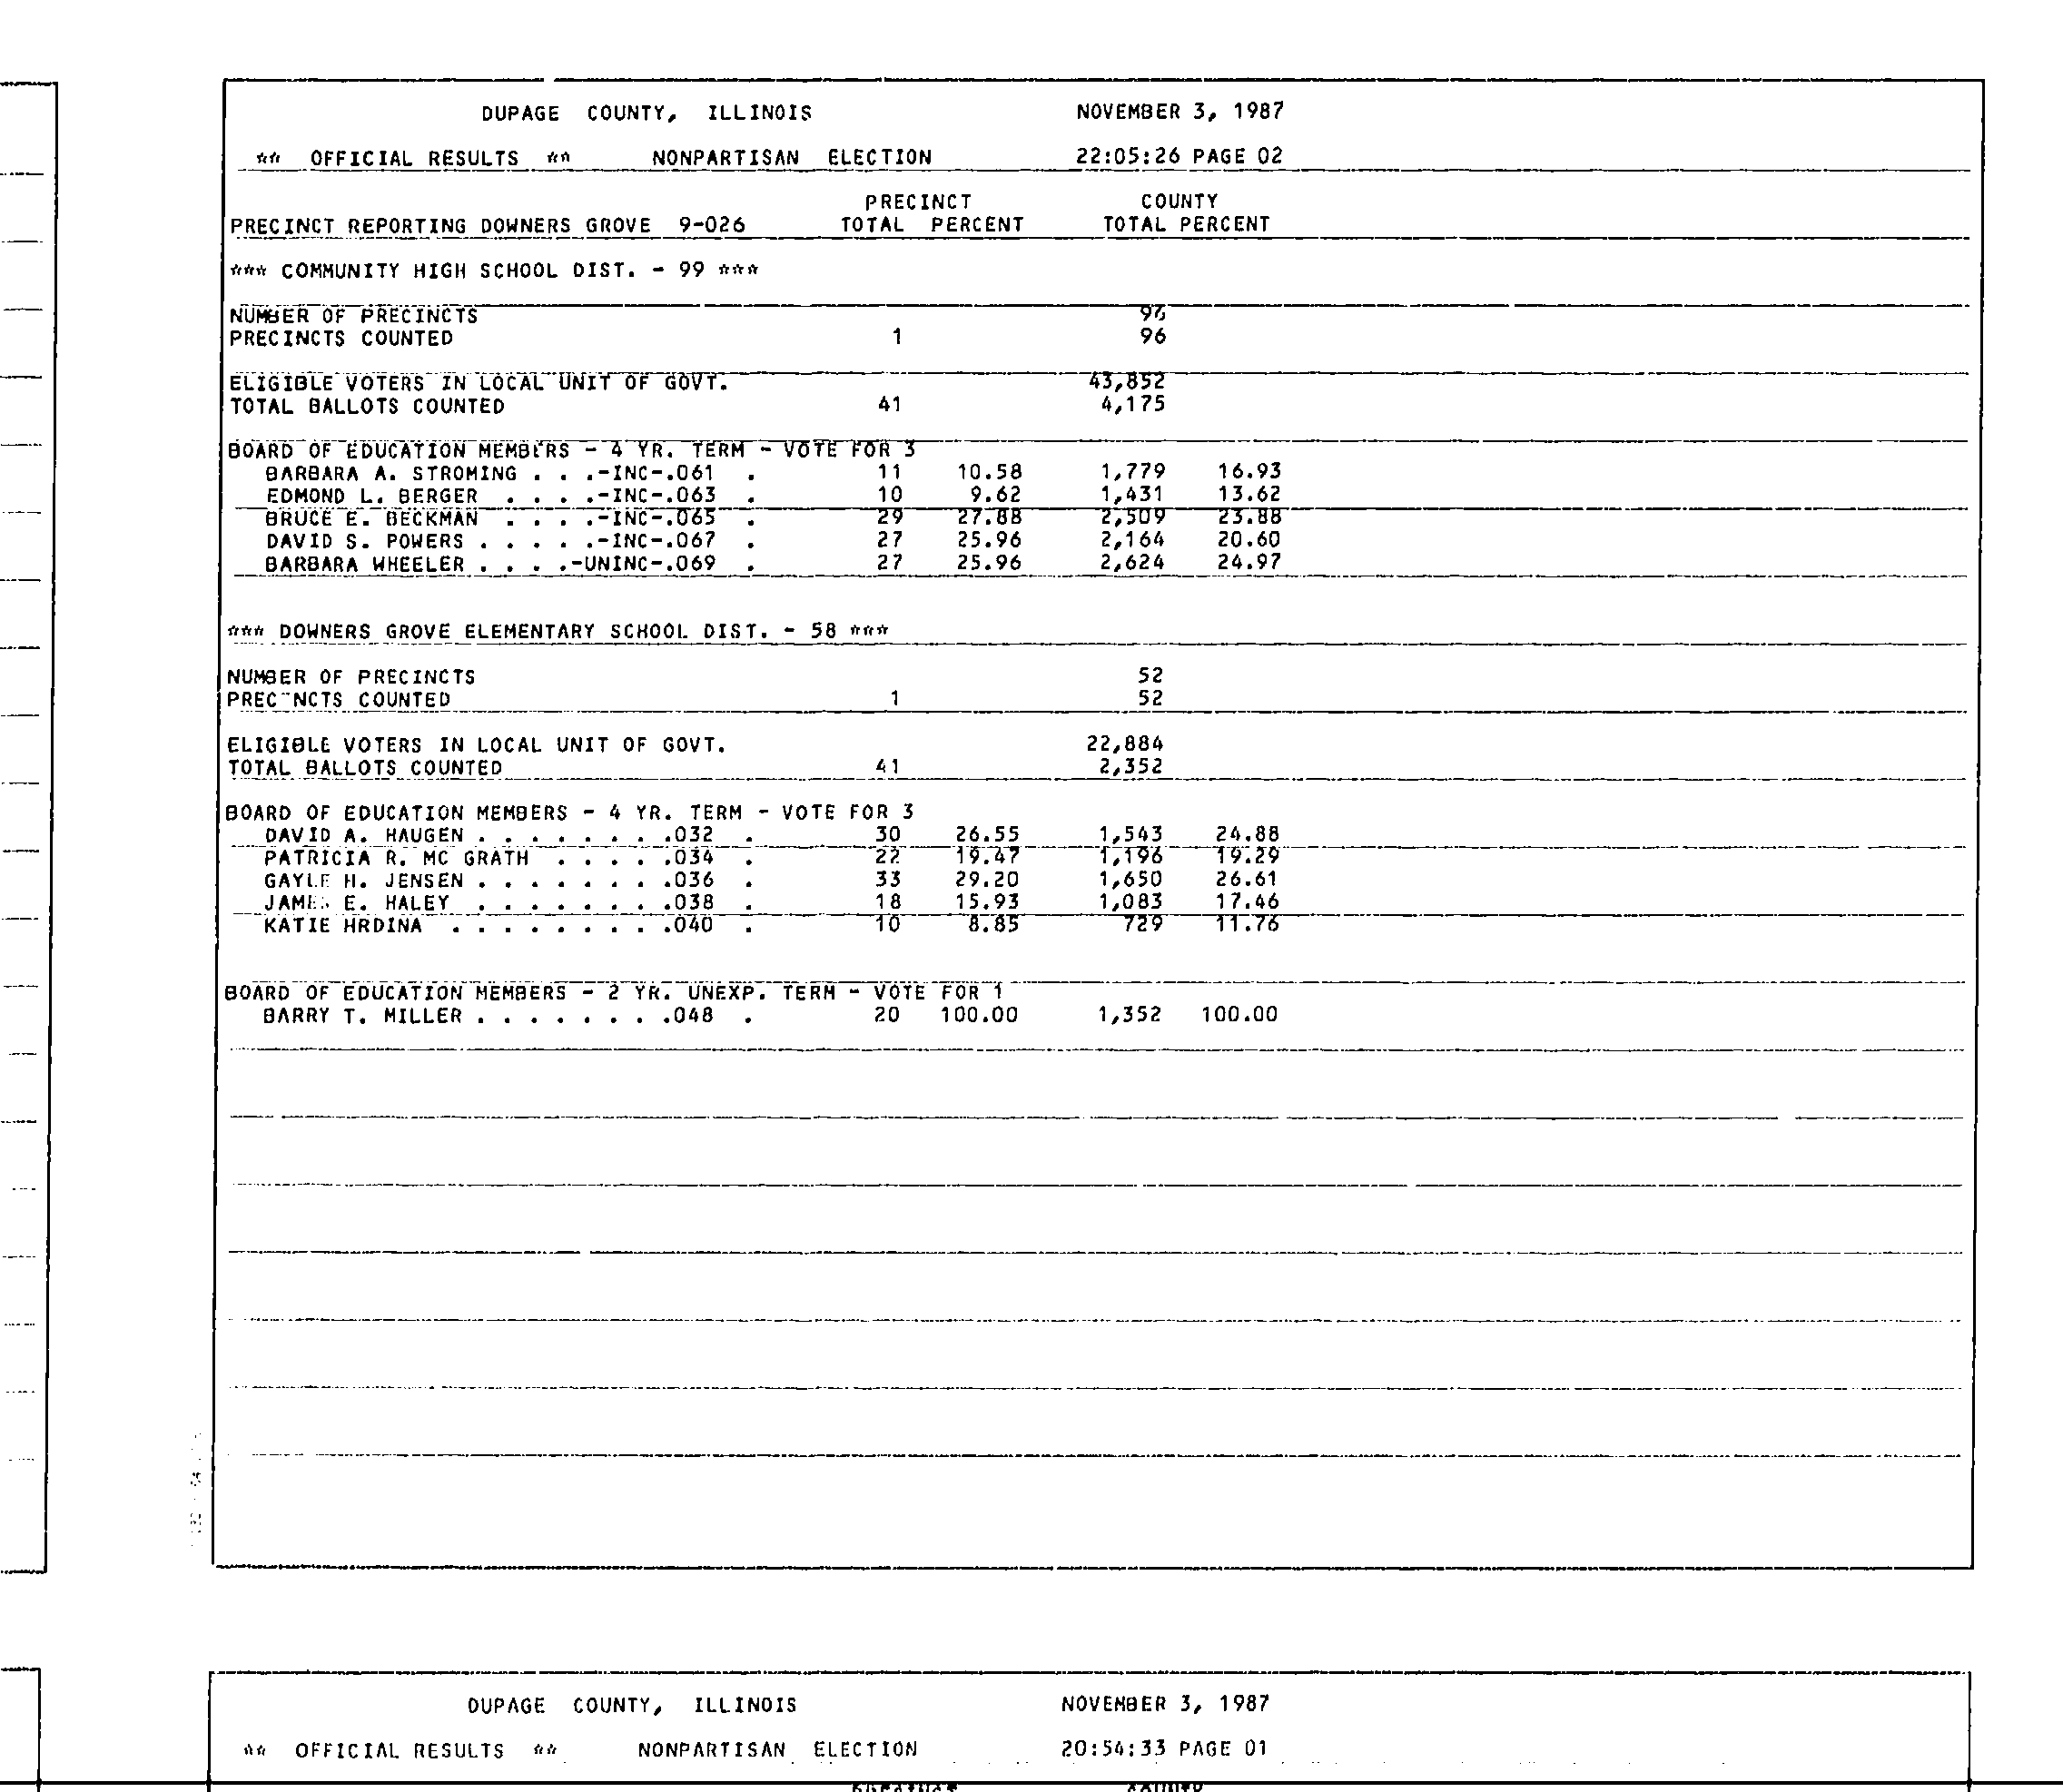 DUPAGE COUNTY, ILLINOIS NOVEMBER 3, 1987
** OFFICIAL RESULTS ** NONPARTISAN ELECTION 22:05:26 PAGE 02
PRECINCT COUNTY
PRECINCT REPORTING DOWNERS GROVE 9-026 TOTAL PERCENT TOTAL PERCENT
*** COMMUNITY HIGH SCHOOL DIST. - 99 ***
NUMBER OF PRECINCTS 96
PRECINCTS COUNTED 1 96
ELIGIBLE VOTERS IN LOCAL UNIT OF GOVT. 43,852
TOTAL BALLOTS COUNTED 41 4,175
BOARD OF EDUCATION MEMBERS - 4 YR. TERM - VOTE FOR 3
BARBARA A. STROMING . . .-INC-.061 . 11 10.58 1,779 16.93
EDMOND L. BERGER . . . .-INC-.063 . 10 9.62 1,431 13.62
BRUCE E. BECKMAN . . . .-INC-.065 . 29 27.88 2,509 23.88
DAVID S. POWERS . . . . .-INC-.067 . 27 25.96 2,164 20.60
BARBARA WHEELER . . . .-UNINC-.069 . 27 25.96 2,624 24.97
*** DOWNERS GROVE ELEMENTARY SCHOOL DIST. - 58 ***
NUMBER OF PRECINCTS 52
PRECINCTS COUNTED 1 52
ELIGIBLE VOTERS IN LOCAL UNIT OF GOVT. 22,884
TOTAL BALLOTS COUNTED 41 2,352
BOARD OF EDUCATION MEMBERS - 4 YR. TERM - VOTE FOR 3
DAVID A. HAUGEN . . . . . . . .032 . 30 26.55 1,543 24.88
PATRICIA R. MC GRATH . . . . .034 . 22 19.47 1,196 19.29
GAYLE H. JENSEN . . . . . . . .036 . 33 29.20 1,650 26.61
JAMES E. HALEY . . . . . . . .038 . 18 15.93 1,083 17.46
KATIE HRDINA . . . . . . . . .040 . 10 8.85 729 11.76
BOARD OF EDUCATION MEMBERS - 2 YR. UNEXP. TERM - VOTE FOR 1
BARRY T. MILLER . . . . . . . .048 . 20 100.00 1,352 100.00
DUPAGE COUNTY, ILLINOIS NOVEMBER 3, 1987
** OFFICIAL RESULTS ** NONPARTISAN ELECTION 20:54:33 PAGE 01